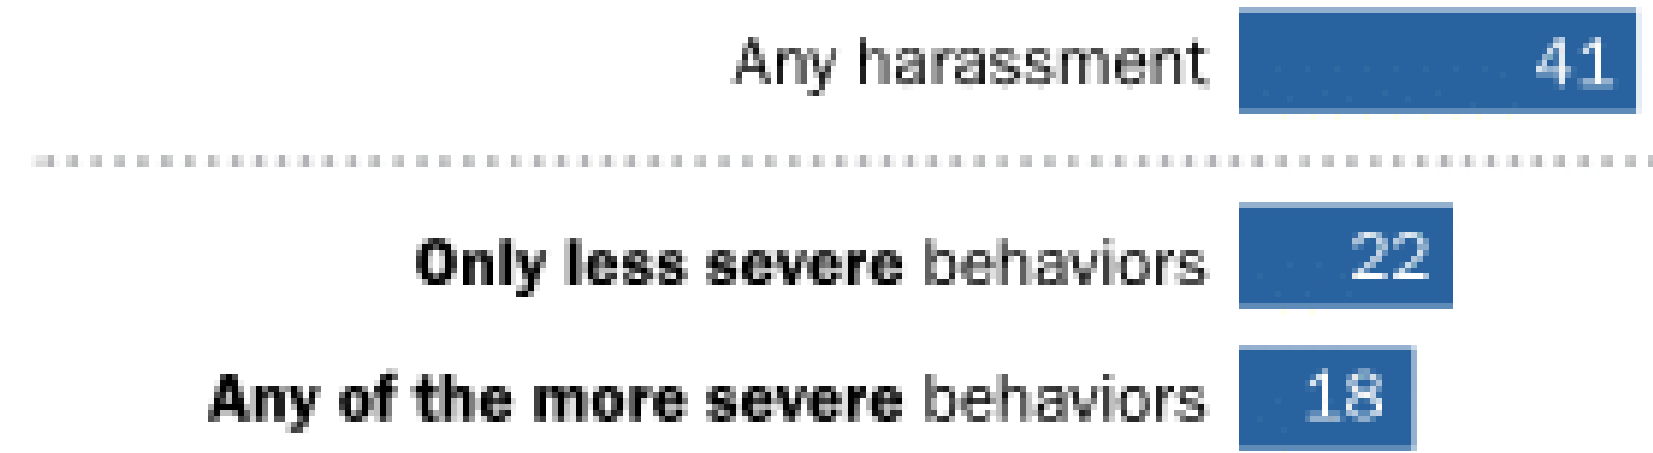 Any harassment 41
Only less severe behaviors 22
Any of the more severe behaviors 18